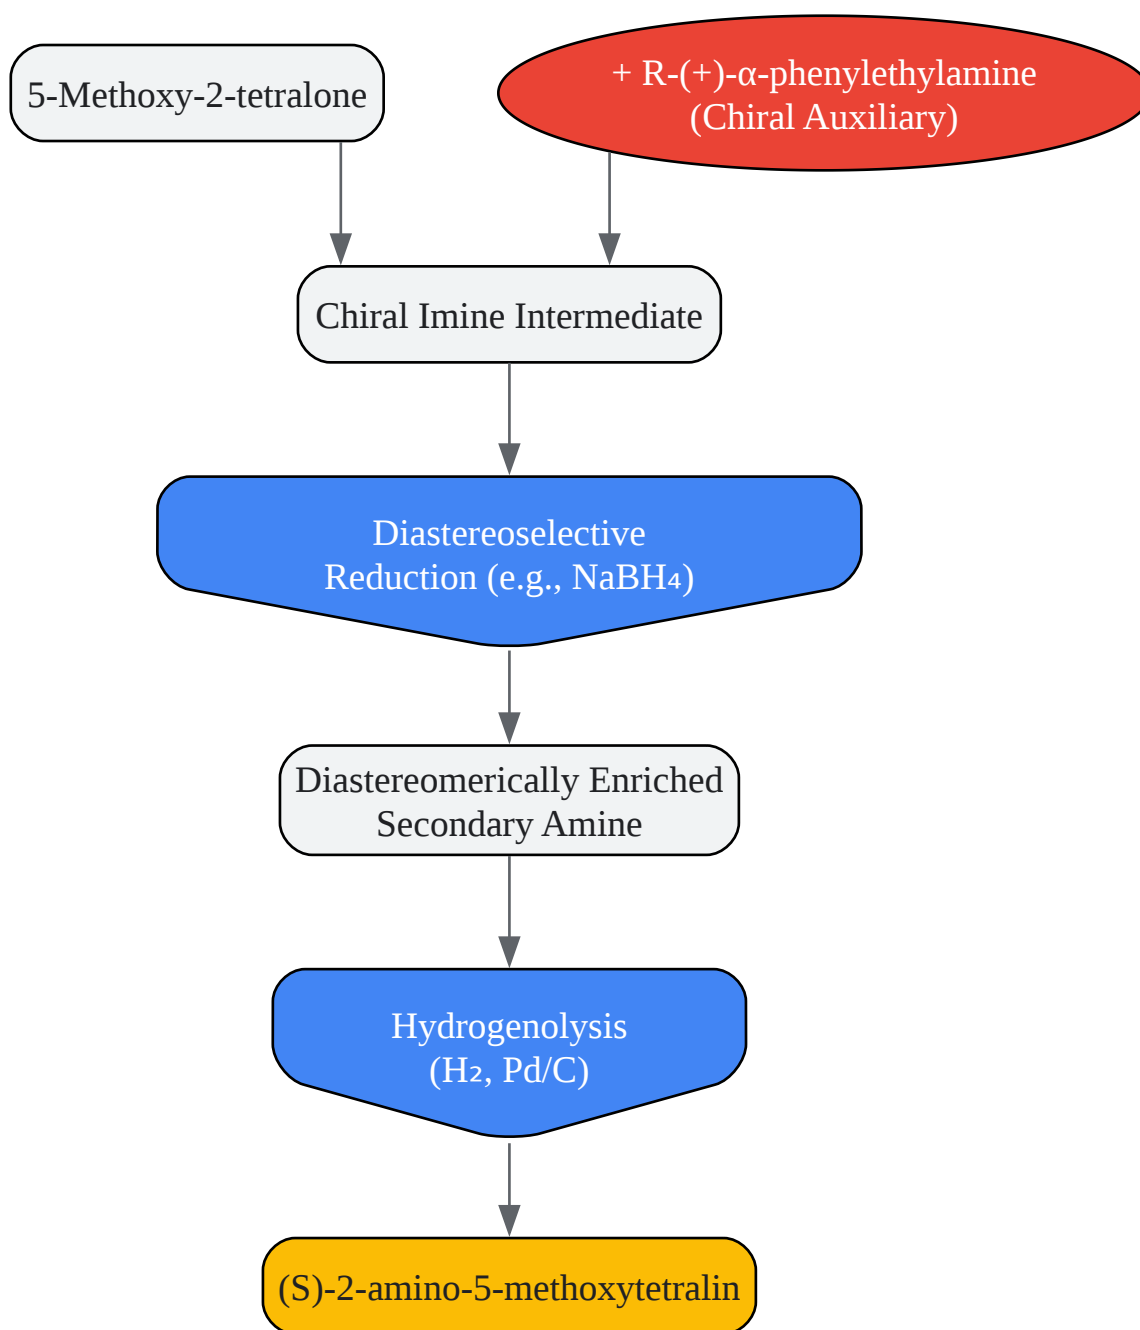 5-Methoxy-2-tetralone
+ R-(+)-α-phenylethylamine
(Chiral Auxiliary)
Chiral Imine Intermediate
Diastereoselective
Reduction (e.g., NaBH₄)
Diastereomerically Enriched
Secondary Amine
Hydrogenolysis
(H₂, Pd/C)
(S)-2-amino-5-methoxytetralin